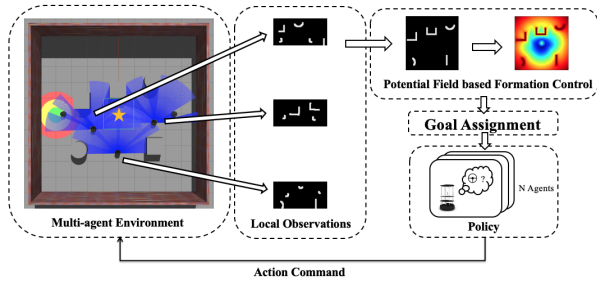 Potential Field based Formation Control
Goal Assignment
N Agents
?
Policy
Multi-agent Environment
Local Observations
Action Command